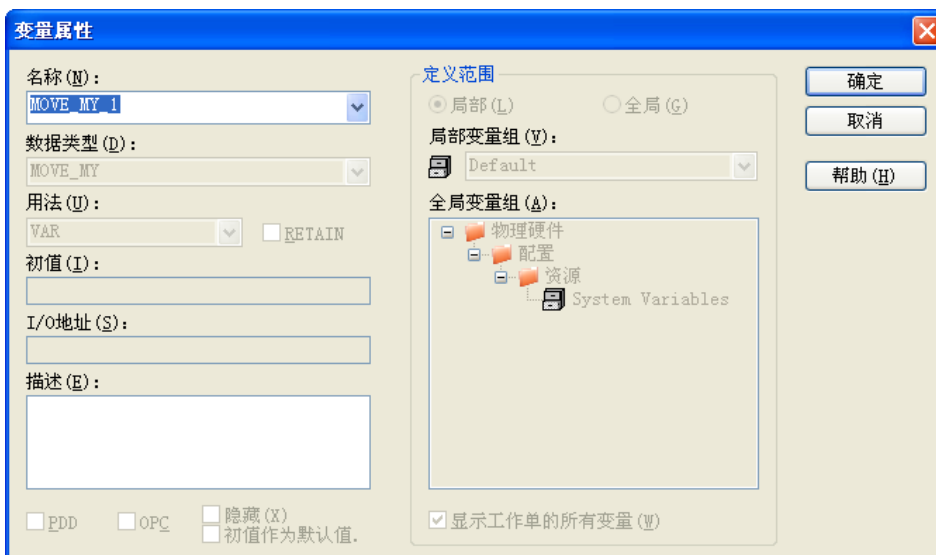 变量属性
名称(N):
MOVE_MY_1
数据类型(D):
MOVE_MY
用法(U):
VAR
RETAIN
初值(I):
I/O地址(S):
描述(E):
PDD
OPC
隐藏(X)
初值作为默认值.
定义范围
局部(L)
全局(G)
局部变量组(V):
Default
全局变量组(A):
物理硬件
配置
资源
System Variables
显示工作单的所有变量(W)
确定
取消
帮助(H)